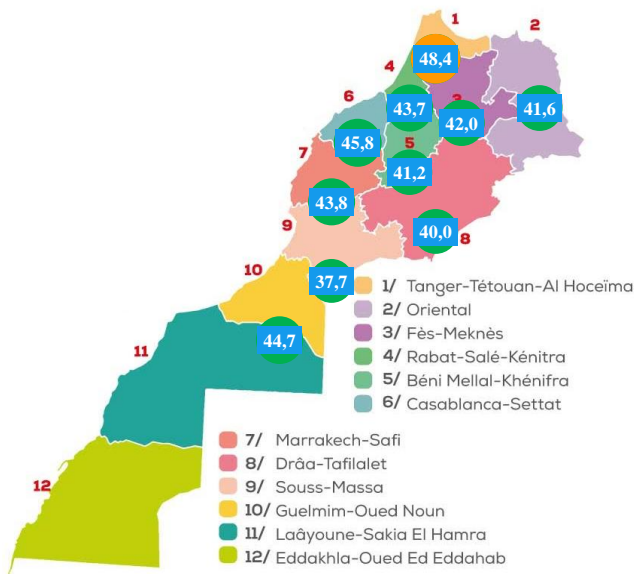 1
2
48,4
4
6
43,7
3
42,0
41,6
45,8
5
7
41,2
43,8
9
40,0
8
10
37,7
1/ Tanger-Tétouan-Al Hoceïma
2/ Oriental
3/ Fès-Meknès
4/ Rabat-Salé-Kénitra
5/ Béni Mellal-Khénifra
6/ Casablanca-Settat
44,7
11
7/ Marrakech-Safi
8/ Drâa-Tafilalet
9/ Souss-Massa
10/ Guelmim-Oued Noun
11/ Laâyoune-Sakia El Hamra
12/ Eddakhla-Oued Ed Eddahab
12